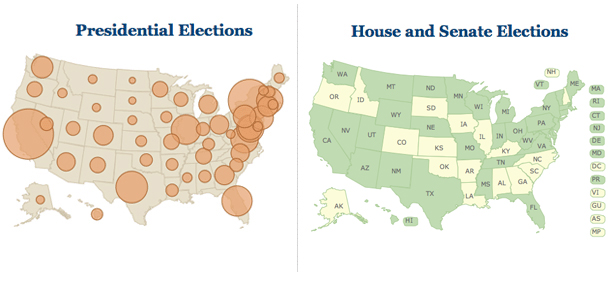 Presidential Elections
House and Senate Elections
WA
OR
ID
MT
ND
MN
SD
WY
NV
UT
CA
AZ
NM
CO
NE
KS
OK
TX
IA
MO
AR
LA
WI
IL
MI
IN
OH
KY
TN
MS
AL
GA
FL
SC
NC
VA
WV
PA
NY
VT
NH
ME
AK
HI
MA
RI
CT
NJ
DE
MD
DC
PR
VI
GU
AS
MP